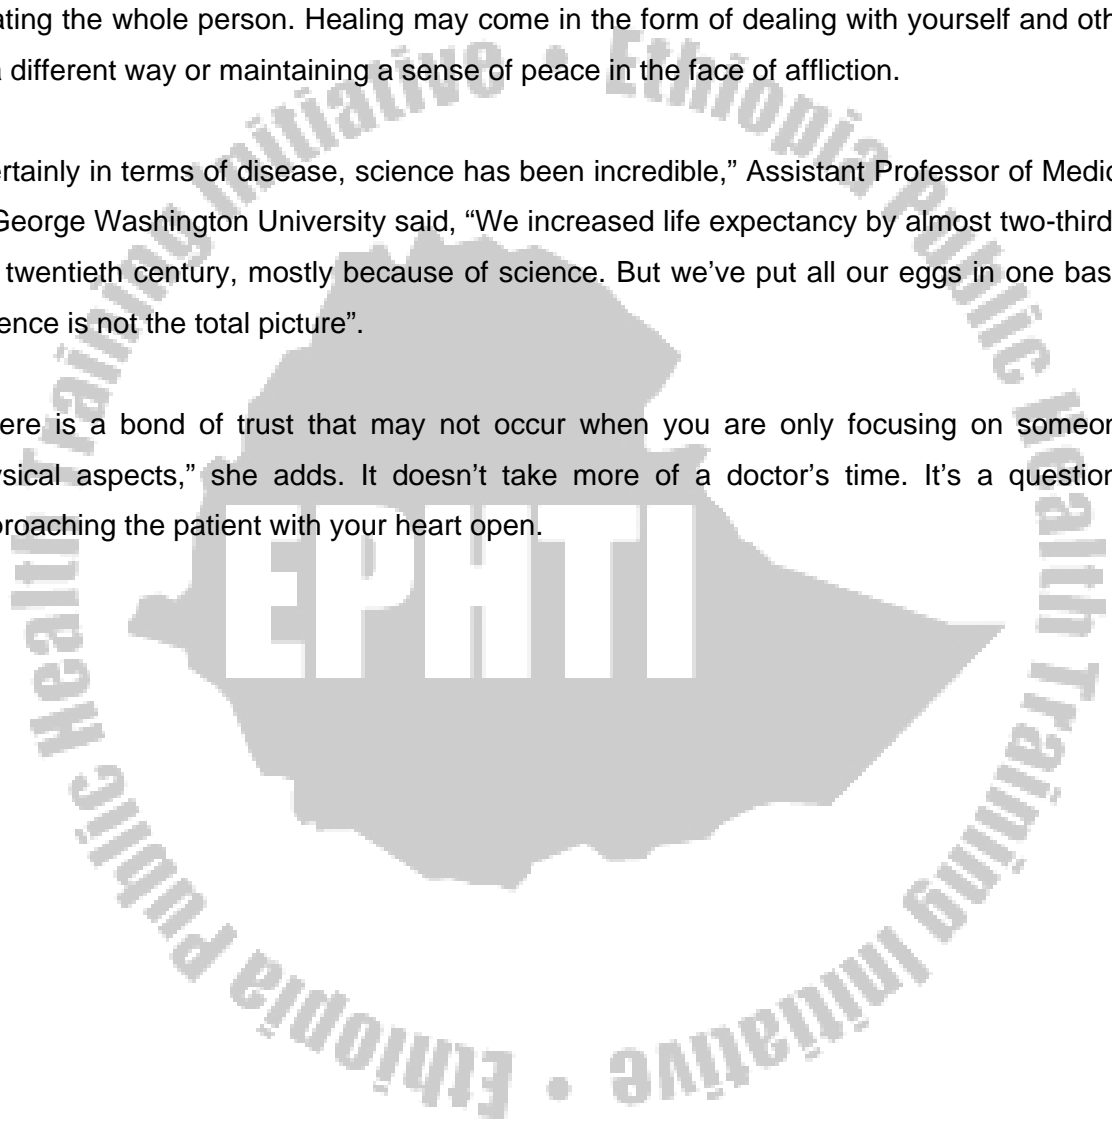 ating the whole person. Healing may come in the form of dealing with yourself and oth
a different way or maintaining a sense of peace in the face of affliction.
ertainly in terms of disease, science has been incredible,” Assistant Professor of Medic
George Washington University said, “We increased life expectancy by almost two-third
twentieth century, mostly because of science. But we’ve put all our eggs in one bas
ence is not the total picture”.
ere is a bond of trust that may not occur when you are only focusing on someor
ysical aspects,” she adds. It doesn’t take more of a doctor’s time. It’s a question
proaching the patient with your heart open.
EPHTI
Ethiopia Public Health Training Initiative • Ethiopia Public Health Training Initiative •